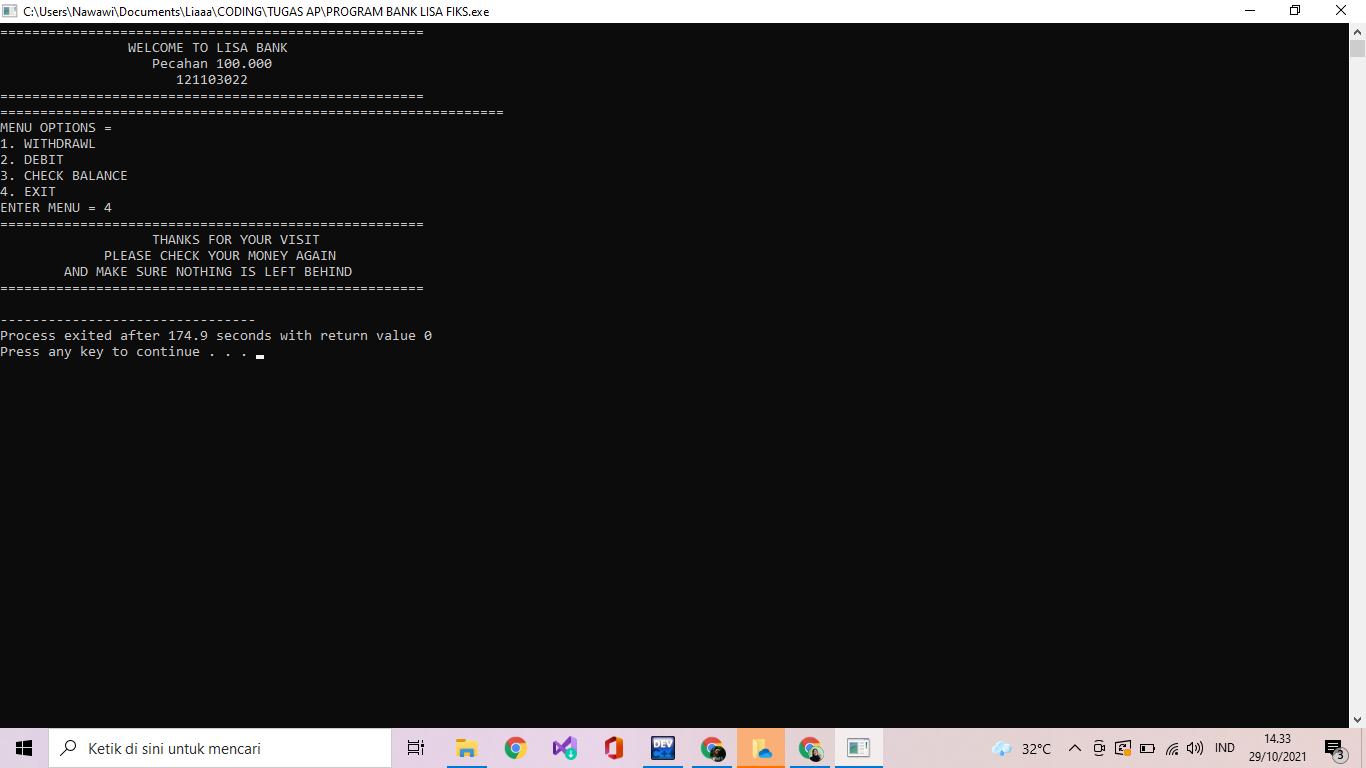 C:\Users\Nawawi\Documents\Liaaa\CODING\TUGAS AP\PROGRAM BANK LISA FIKS.exe
=====================================================
WELCOME TO LISA BANK
Pecahan 100.000
121103022
=====================================================
===============================================================
MENU OPTIONS =
1. WITHDRAWL
2. DEBIT
3. CHECK BALANCE
4. EXIT
ENTER MENU = 4
=====================================================
THANKS FOR YOUR VISIT
PLEASE CHECK YOUR MONEY AGAIN
AND MAKE SURE NOTHING IS LEFT BEHIND
=====================================================
--------------------------------
Process exited after 174.9 seconds with return value 0
Press any key to continue . . .
Ketik di sini untuk mencari
DEV
32°C
IND
14.33
29/10/2021
3